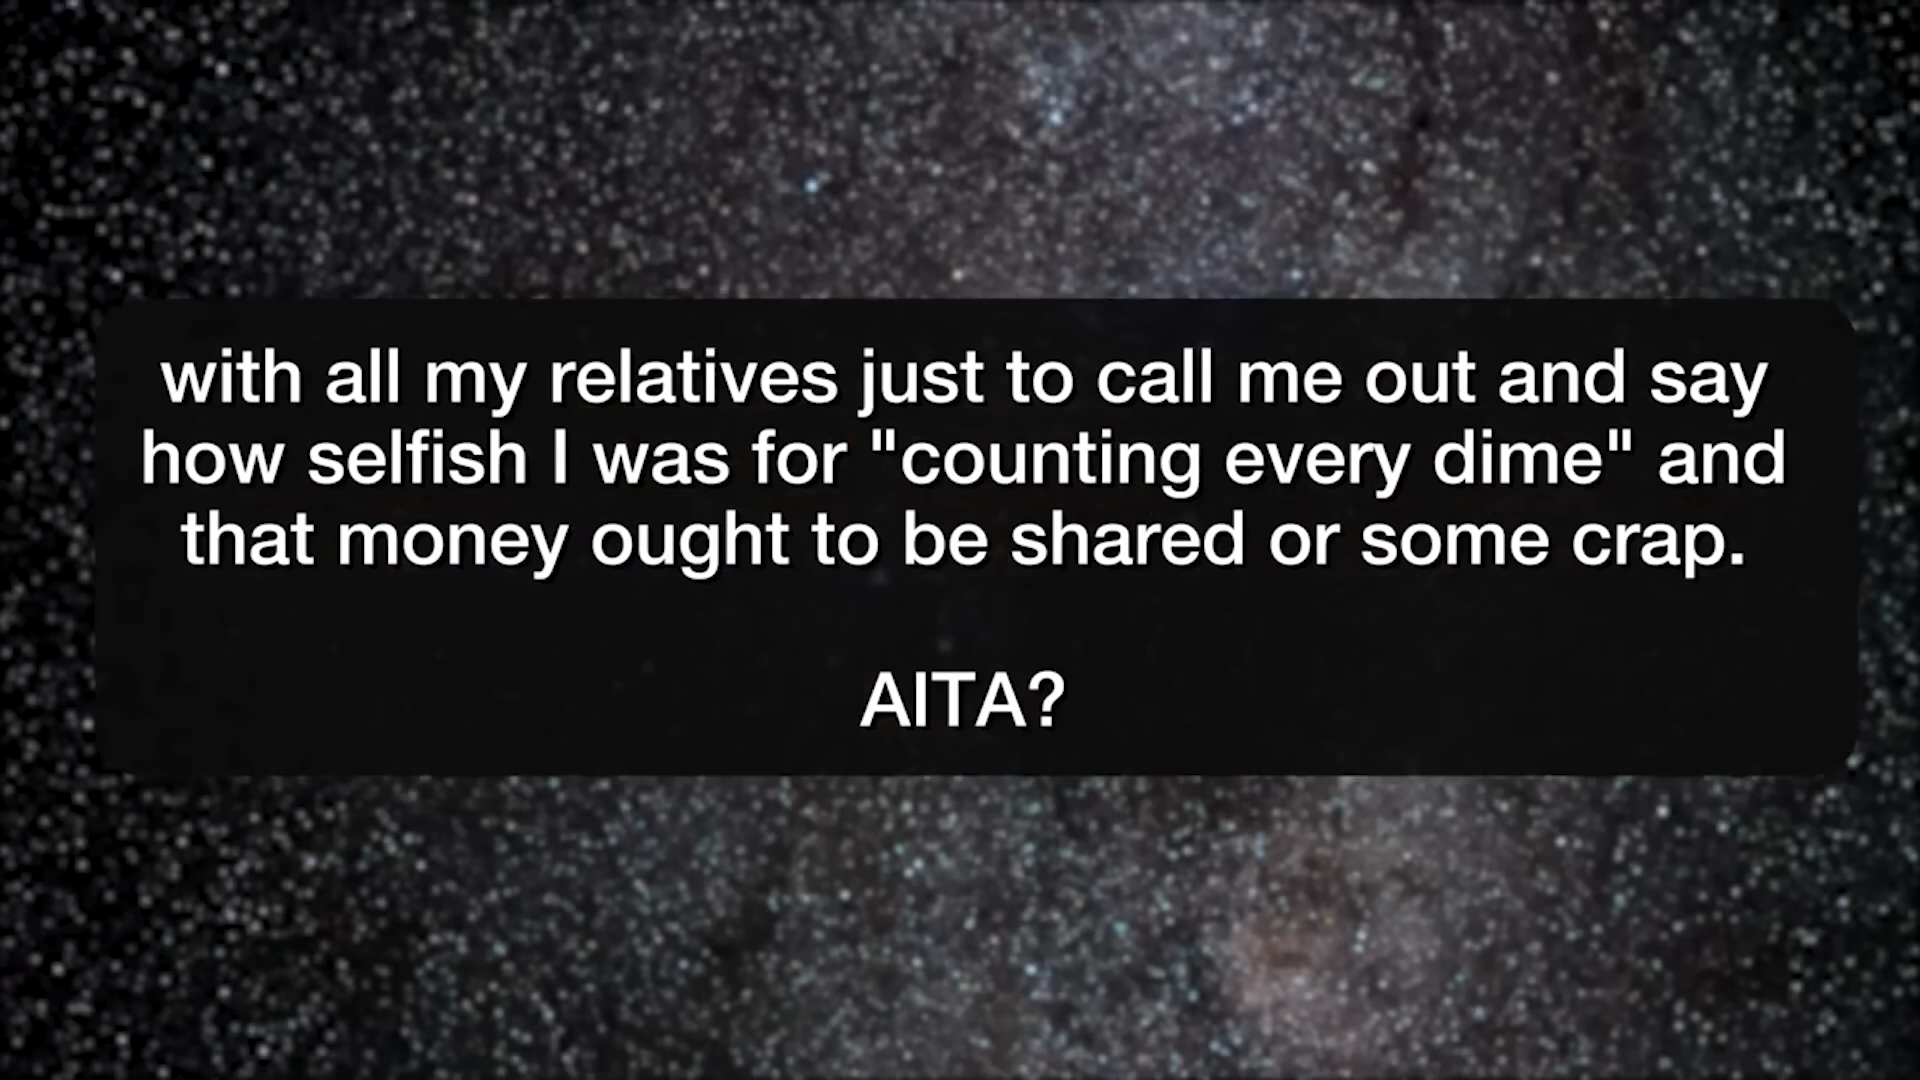 with all my relatives just to call me out and say
how selfish I was for "counting every dime" and
that money ought to be shared or some crap.
AITA?